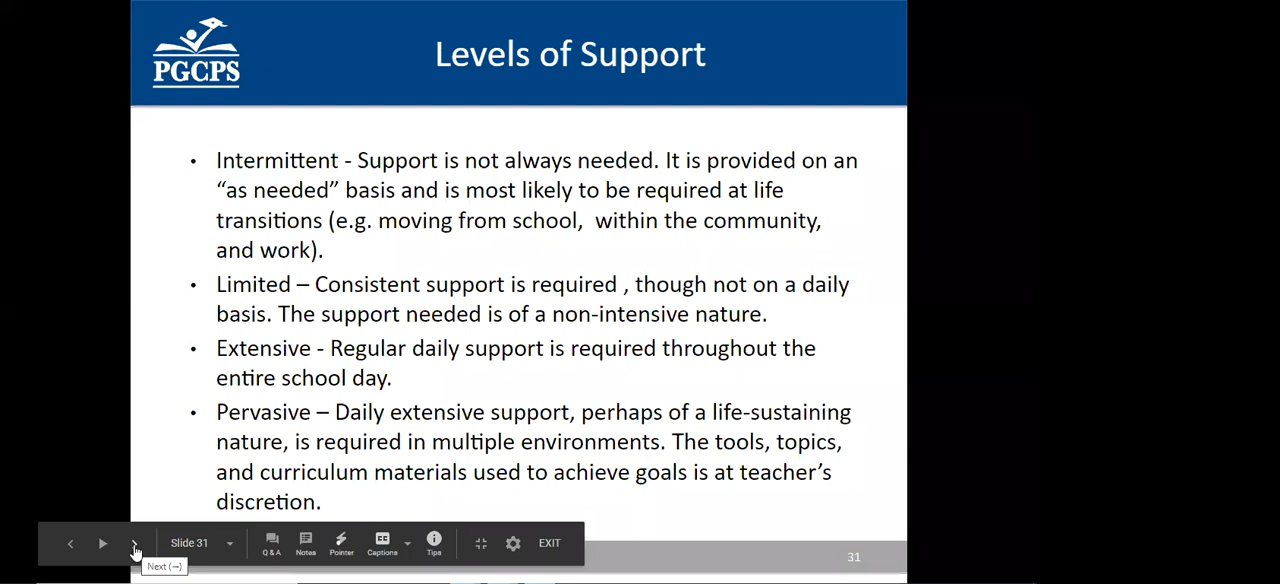 PGCPS
Levels of Support
• Intermittent - Support is not always needed. It is provided on an
“as needed” basis and is most likely to be required at life
transitions (e.g. moving from school,  within the community,
and work).
• Limited – Consistent support is required , though not on a daily
basis. The support needed is of a non-intensive nature.
• Extensive - Regular daily support is required throughout the
entire school day.
• Pervasive – Daily extensive support, perhaps of a life-sustaining
nature, is required in multiple environments. The tools, topics,
and curriculum materials used to achieve goals is at teacher’s
discretion.
Slide 31
Q & A
Notes
Pointer
Captions
Tips
EXIT
Next (→)
31